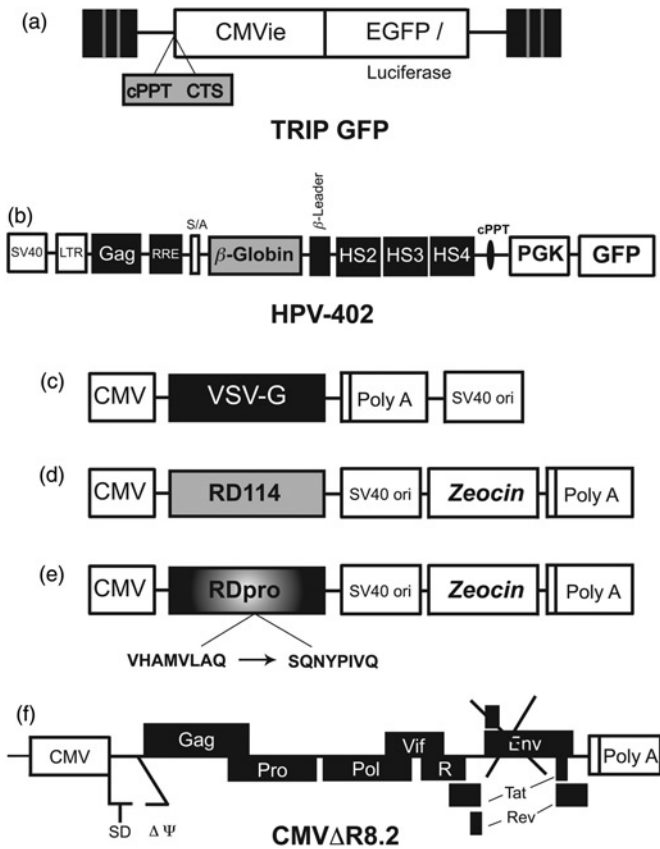 (a)
CMVie EGFP /
Luciferase
cPPT CTS
TRIP GFP
(b)
SV40 LTR Gag RRE S/A β-Globin β-Leader HS2 HS3 HS4 cPPT PGK GFP
HPV-402
(c)
CMV VSV-G Poly A SV40 ori
(d)
CMV RD114 SV40 ori Zeocin Poly A
(e)
CMV RDpro SV40 ori Zeocin Poly A
VHAMVLAQ → SQNYPIVQ
(f)
CMV Gag Pro Pol Vif R Env Poly A
Tat
Rev
SD Δ Ψ
CMVΔR8.2